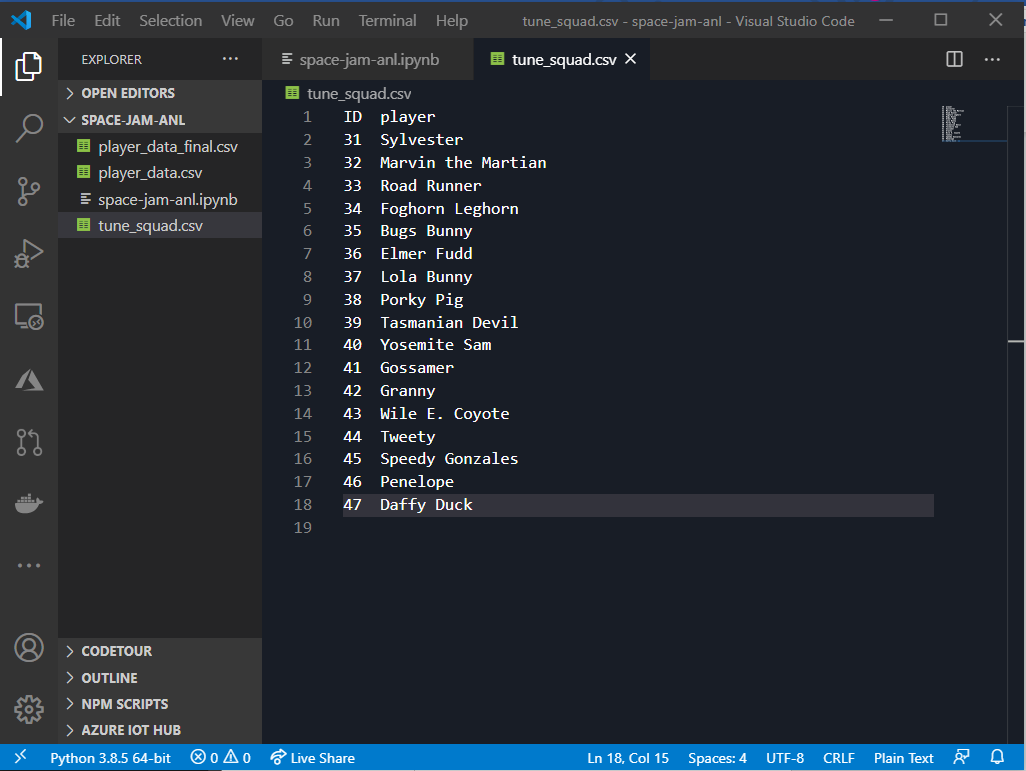 File Edit Selection View Go Run Terminal Help tune_squad.csv - space-jam-anl - Visual Studio Code
EXPLORER
OPEN EDITORS
SPACE-JAM-ANL
player_data_final.csv
player_data.csv
space-jam-anl.ipynb
tune_squad.csv
CODETOUR
OUTLINE
NPM SCRIPTS
AZURE IOT HUB
space-jam-anl.ipynb tune_squad.csv
tune_squad.csv
1 ID player
2 31 Sylvester
3 32 Marvin the Martian
4 33 Road Runner
5 34 Foghorn Leghorn
6 35 Bugs Bunny
7 36 Elmer Fudd
8 37 Lola Bunny
9 38 Porky Pig
10 39 Tasmanian Devil
11 40 Yosemite Sam
12 41 Gossamer
13 42 Granny
14 43 Wile E. Coyote
15 44 Tweety
16 45 Speedy Gonzales
17 46 Penelope
18 47 Daffy Duck
19
Python 3.8.5 64-bit 0 0 Live Share Ln 18, Col 15 Spaces: 4 UTF-8 CRLF Plain Text